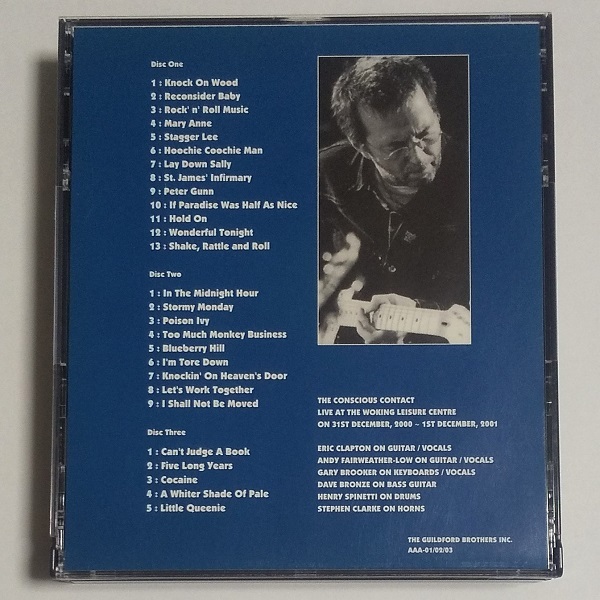 Disc One
1 : Knock On Wood
2 : Reconsider Baby
3 : Rock' n' Roll Music
4 : Mary Anne
5 : Stagger Lee
6 : Hoochie Coochie Man
7 : Lay Down Sally
8 : St. James' Infirmary
9 : Peter Gunn
10 : If Paradise Was Half As Nice
11 : Hold On
12 : Wonderful Tonight
13 : Shake, Rattle and Roll
Disc Two
1 : In The Midnight Hour
2 : Stormy Monday
3 : Poison Ivy
4 : Too Much Monkey Business
5 : Blueberry Hill
6 : I'm Tore Down
7 : Knockin' On Heaven's Door
8 : Let's Work Together
9 : I Shall Not Be Moved
Disc Three
1 : Can't Judge A Book
2 : Five Long Years
3 : Cocaine
4 : A Whiter Shade Of Pale
5 : Little Queenie
THE CONSCIOUS CONTACT
LIVE AT THE WOKING LEISURE CENTRE
ON 31ST DECEMBER, 2000 ~ 1ST DECEMBER, 2001
ERIC CLAPTON ON GUITAR / VOCALS
ANDY FAIRWEATHER-LOW ON GUITAR / VOCALS
GARY BROOKER ON KEYBOARDS / VOCALS
DAVE BRONZE ON BASS GUITAR
HENRY SPINETTI ON DRUMS
STEPHEN CLARKE ON HORNS
THE GUILDFORD BROTHERS INC.
AAA-01/02/03